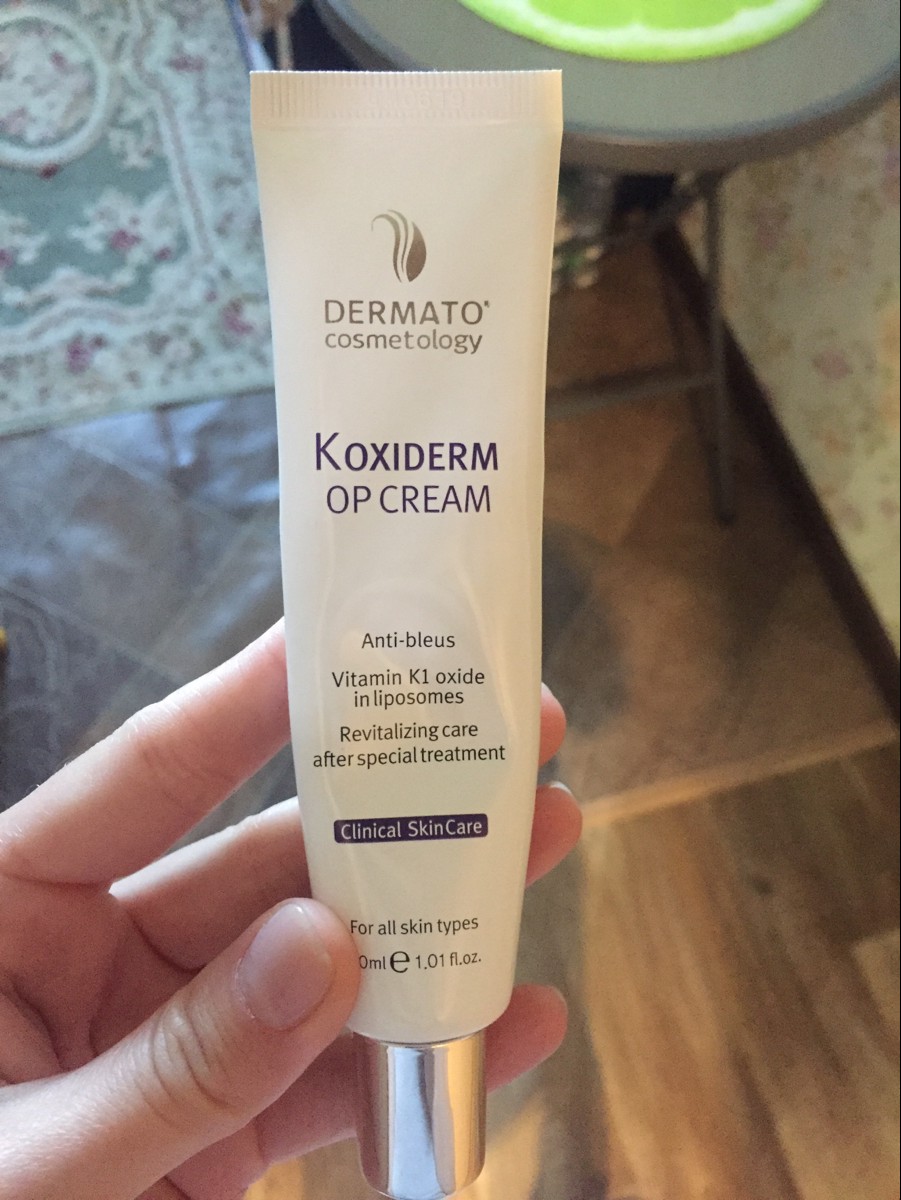 DERMATO
cosmetology
KOXIDERM
OP CREAM
Anti-bleus
Vitamin K1 oxide
in liposomes
Revitalizing care
after special treatment
Clinical SkinCare
For all skin types
0ml e 1.01 fl.oz.